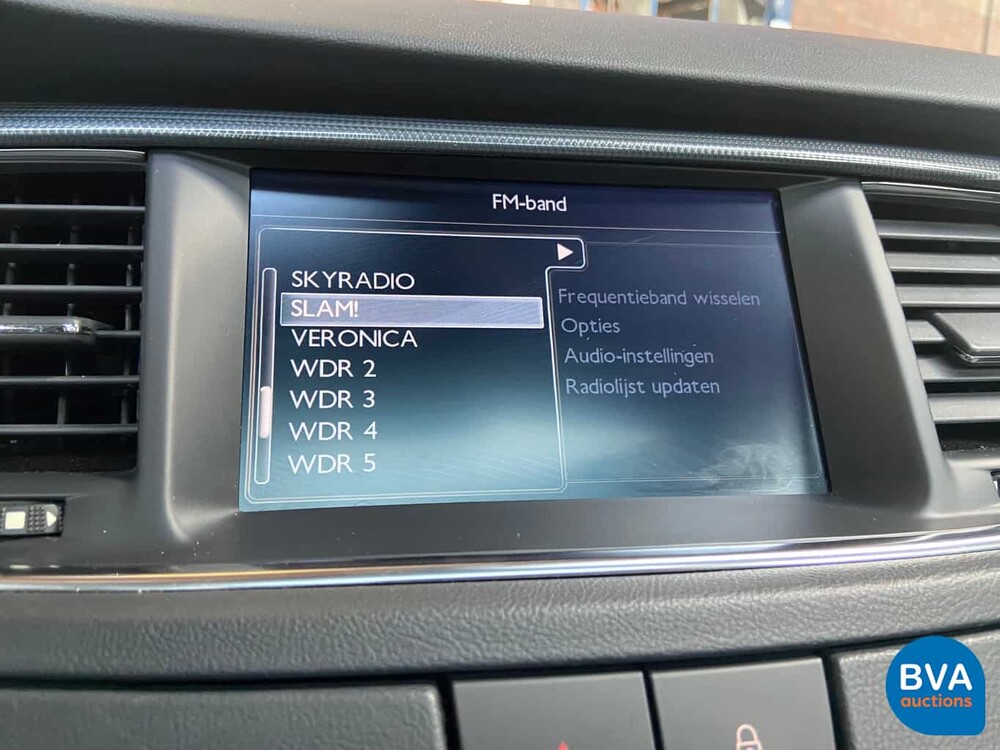 FM-band
SKYRADIO
SLAM!
VERONICA
WDR 2
WDR 3
WDR 4
WDR 5
Frequentieband wisselen
Opties
Audio-instellingen
Radiolijst updaten
BVA
auctions